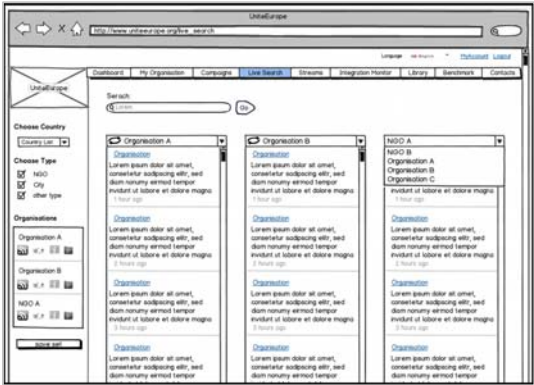 UniteEurope
http://www.uniteeurope.org/live_search
Language
MyAccount Logout
Dashboard My Organisation Campaigns Live Search Streams Integration Monitor Library Benchmark Contacts
UniteEurope
Serach
Lorem
Go
Choose Country
Country List
Choose Type
NGO
City
other type
Organisations
Organisation A
Organisation B
NGO A
save set
Organisation A
Organisation
Lorem ipsum dolor sit amet,
consetetur sadipscing elitr, sed
diam nonumy eirmod tempor
invidunt ut labore et dolore magna
1 hour ago
Organisation
Lorem ipsum dolor sit amet,
consetetur sadipscing elitr, sed
diam nonumy eirmod tempor
invidunt ut labore et dolore magna
2 hours ago
Organisation
Lorem ipsum dolor sit amet,
consetetur sadipscing elitr, sed
diam nonumy eirmod tempor
invidunt ut labore et dolore magna
3 hours ago
Organisation
Lorem ipsum dolor sit amet,
consetetur sadipscing elitr, sed
diam nonumy eirmod tempor
Organisation B
Organisation
Lorem ipsum dolor sit amet,
consetetur sadipscing elitr, sed
diam nonumy eirmod tempor
invidunt ut labore et dolore magna
1 hour ago
Organisation
Lorem ipsum dolor sit amet,
consetetur sadipscing elitr, sed
diam nonumy eirmod tempor
invidunt ut labore et dolore magna
2 hours ago
Organisation
Lorem ipsum dolor sit amet,
consetetur sadipscing elitr, sed
diam nonumy eirmod tempor
invidunt ut labore et dolore magna
3 hours ago
Organisation
Lorem ipsum dolor sit amet,
consetetur sadipscing elitr, sed
diam nonumy eirmod tempor
NGO A
NGO B
Organisation A
Organisation B
Organisation C
invidunt ut labore et dolore magna
1 hour ago
Organisation
Lorem ipsum dolor sit amet,
consetetur sadipscing elitr, sed
diam nonumy eirmod tempor
invidunt ut labore et dolore magna
2 hours ago
Organisation
Lorem ipsum dolor sit amet,
consetetur sadipscing elitr, sed
diam nonumy eirmod tempor
invidunt ut labore et dolore magna
3 hours ago
Organisation
Lorem ipsum dolor sit amet,
consetetur sadipscing elitr, sed
diam nonumy eirmod tempor